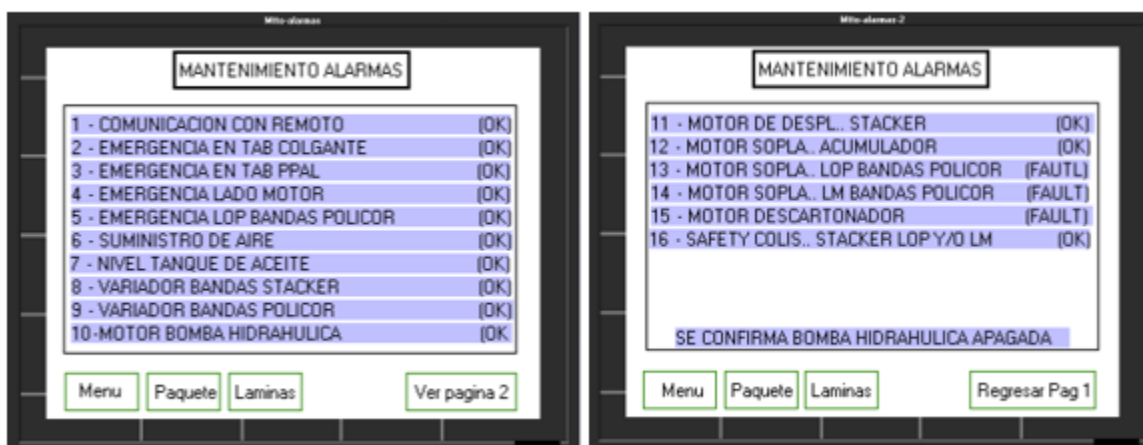 Mtto-alarmas
MANTENIMIENTO ALARMAS
1 - COMUNICACION CON REMOTO (OK)
2 - EMERGENCIA EN TAB COLGANTE (OK)
3 - EMERGENCIA EN TAB PPAL (OK)
4 - EMERGENCIA LADO MOTOR (OK)
5 - EMERGENCIA LOP BANDAS POLICOR (OK)
6 - SUMINISTRO DE AIRE (OK)
7 - NIVEL TANQUE DE ACEITE (OK)
8 - VARIADOR BANDAS STACKER (OK)
9 - VARIADOR BANDAS POLICOR (OK)
10-MOTOR BOMBA HIDRAHULICA (OK
Menu Paquete Laminas Ver pagina 2
Mtto-alarmas-2
MANTENIMIENTO ALARMAS
11 - MOTOR DE DESPL.. STACKER (OK)
12 - MOTOR SOPLA.. ACUMULADOR (OK)
13 - MOTOR SOPLA.. LOP BANDAS POLICOR (FAUTL)
14 - MOTOR SOPLA.. LM BANDAS POLICOR (FAULT)
15 - MOTOR DESCARTONADOR (FAULT)
16 - SAFETY COLIS.. STACKER LOP Y/O LM (OK)
SE CONFIRMA BOMBA HIDRAHULICA APAGADA
Menu Paquete Laminas Regresar Pag 1